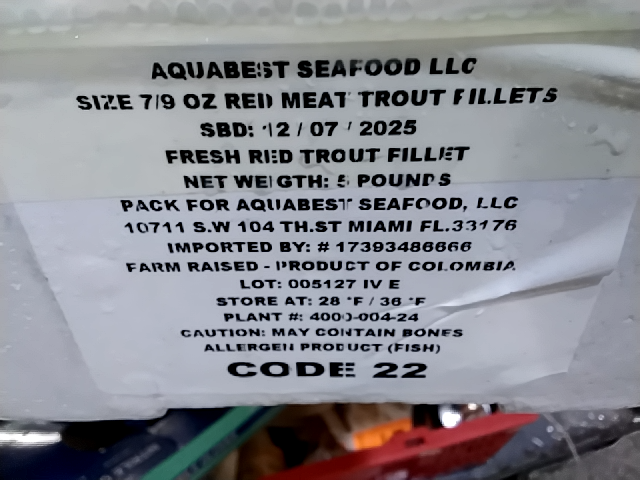 AQUABEST SEAFOOD LLC
SIZE 7/9 OZ RED MEAT TROUT FILLETS
SBD: 12 / 07 / 2025
FRESH RED TROUT FILLET
NET WEIGTH: 5 POUNDS
PACK FOR AQUABEST SEAFOOD, LLC
10711 S.W 104 TH.ST MIAMI FL.33176
IMPORTED BY: # 17393486666
FARM RAISED - PRODUCT OF COLOMBIA
LOT: 005127 IV E
STORE AT: 28 °F / 36 °F
PLANT #: 4000-004-24
CAUTION: MAY CONTAIN BONES
ALLERGEN PRODUCT (FISH)
CODE 22